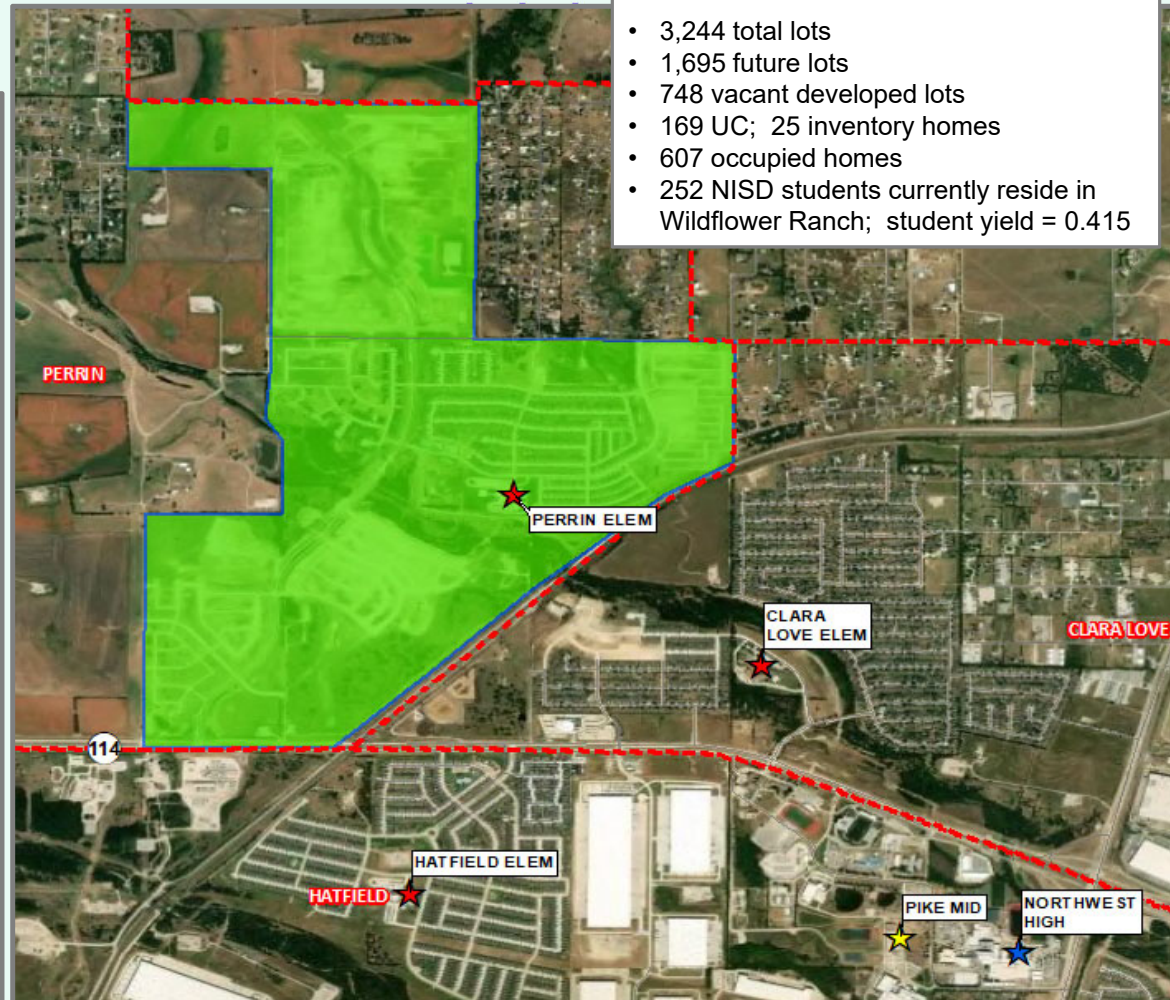 • 3,244 total lots
• 1,695 future lots
• 748 vacant developed lots
• 169 UC; 25 inventory homes
• 607 occupied homes
• 252 NISD students currently reside in
Wildflower Ranch; student yield = 0.415
PERRIN
PERRIN ELEM
CLARA
LOVE ELEM
CLARA LOVE
114
HATFIELD ELEM
HATFIELD
PIKE MID
NORTHWEST
HIGH